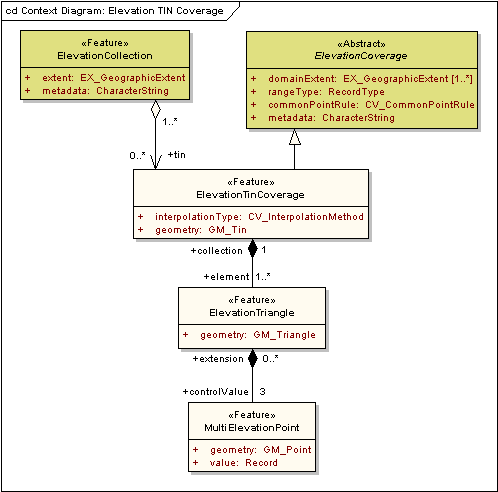 cd Context Diagram: Elevation TIN Coverage
«Feature»
ElevationCollection
+ extent: EX_GeographicExtent
+ metadata: CharacterString
«Abstract»
ElevationCoverage
+ domainExtent: EX_GeographicExtent [1..*]
+ rangeType: RecordType
+ commonPointRule: CV_CommonPointRule
+ metadata: CharacterString
1..*
0..*
+tin
«Feature»
ElevationTinCoverage
+ interpolationType: CV_InterpolationMethod
+ geometry: GM_Tin
+collection 1
+element 1..*
«Feature»
ElevationTriangle
+ geometry: GM_Triangle
+extension 0..*
+controlValue 3
«Feature»
MultiElevationPoint
+ geometry: GM_Point
+ value: Record